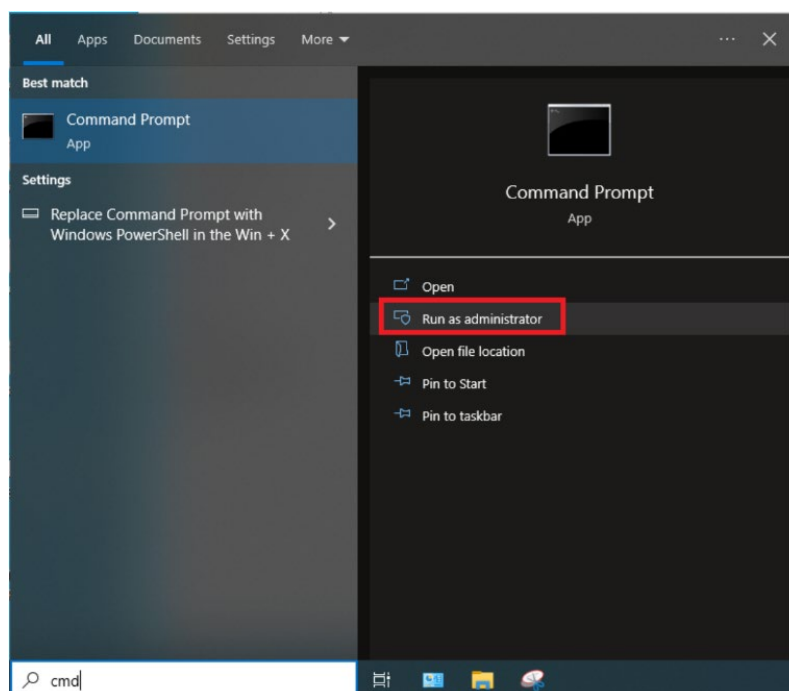 All Apps Documents Settings More
Best match
Command Prompt
App
Settings
Replace Command Prompt with
Windows PowerShell in the Win + X
Command Prompt
App
Open
Run as administrator
Open file location
Pin to Start
Pin to taskbar
cmd